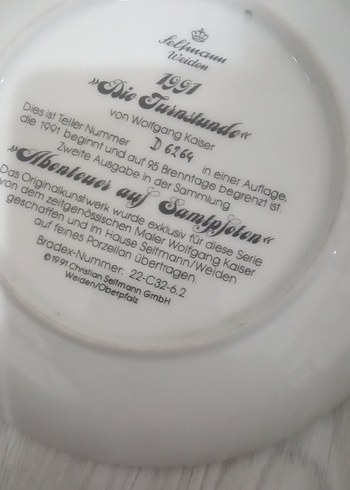 Seltmann
Weiden
1991
»Die Turnstunde«
von Wolfgang Kaiser
Dies ist Teller Nummer D 6264 in einer Auflage,
die 1991 beginnt und auf 95 Brenntage begrenzt ist.
Zweite Ausgabe in der Sammlung
»Abenteuer auf Samtpfoten«
Das Originalkunstwerk wurde exklusiv für diese Serie
von dem zeitgenössischen Maler Wolfgang Kaiser
geschaffen und im Hause Seltmann/Weiden
auf feines Porzellan übertragen.
Bradex-Nummer: 22-C32-6.2
©1991 Christian Seltmann GmbH
Weiden/Oberpfalz